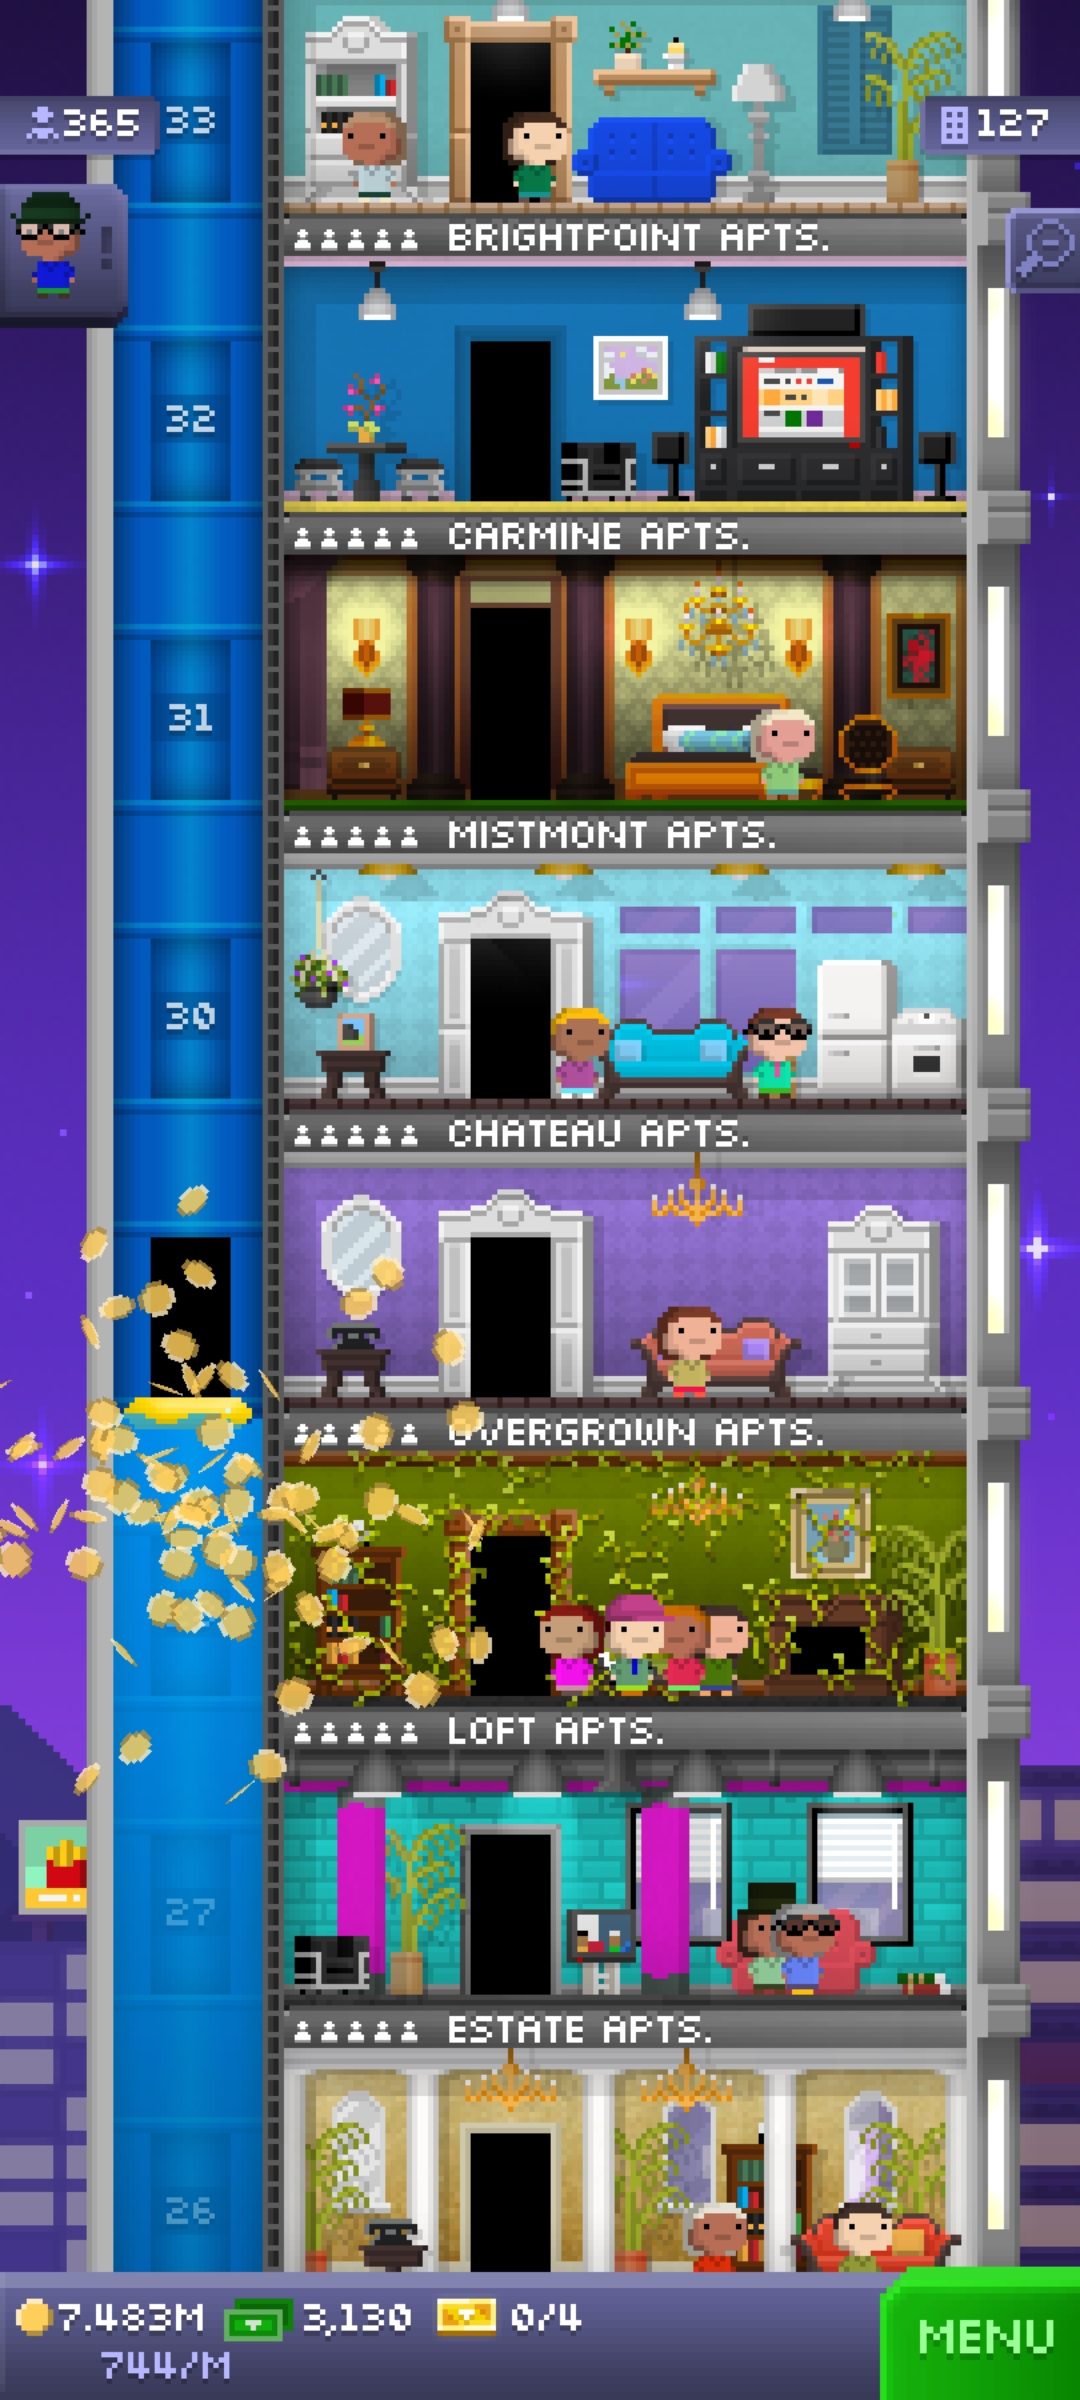 365
33
127
BRIGHTPOINT APTS.
32
CARMINE APTS.
31
MISTMONT APTS.
30
CHATEAU APTS.
OVERGROWN APTS.
LOFT APTS.
27
ESTATE APTS.
26
7.483M 3,130 0/4
744/M
MENU